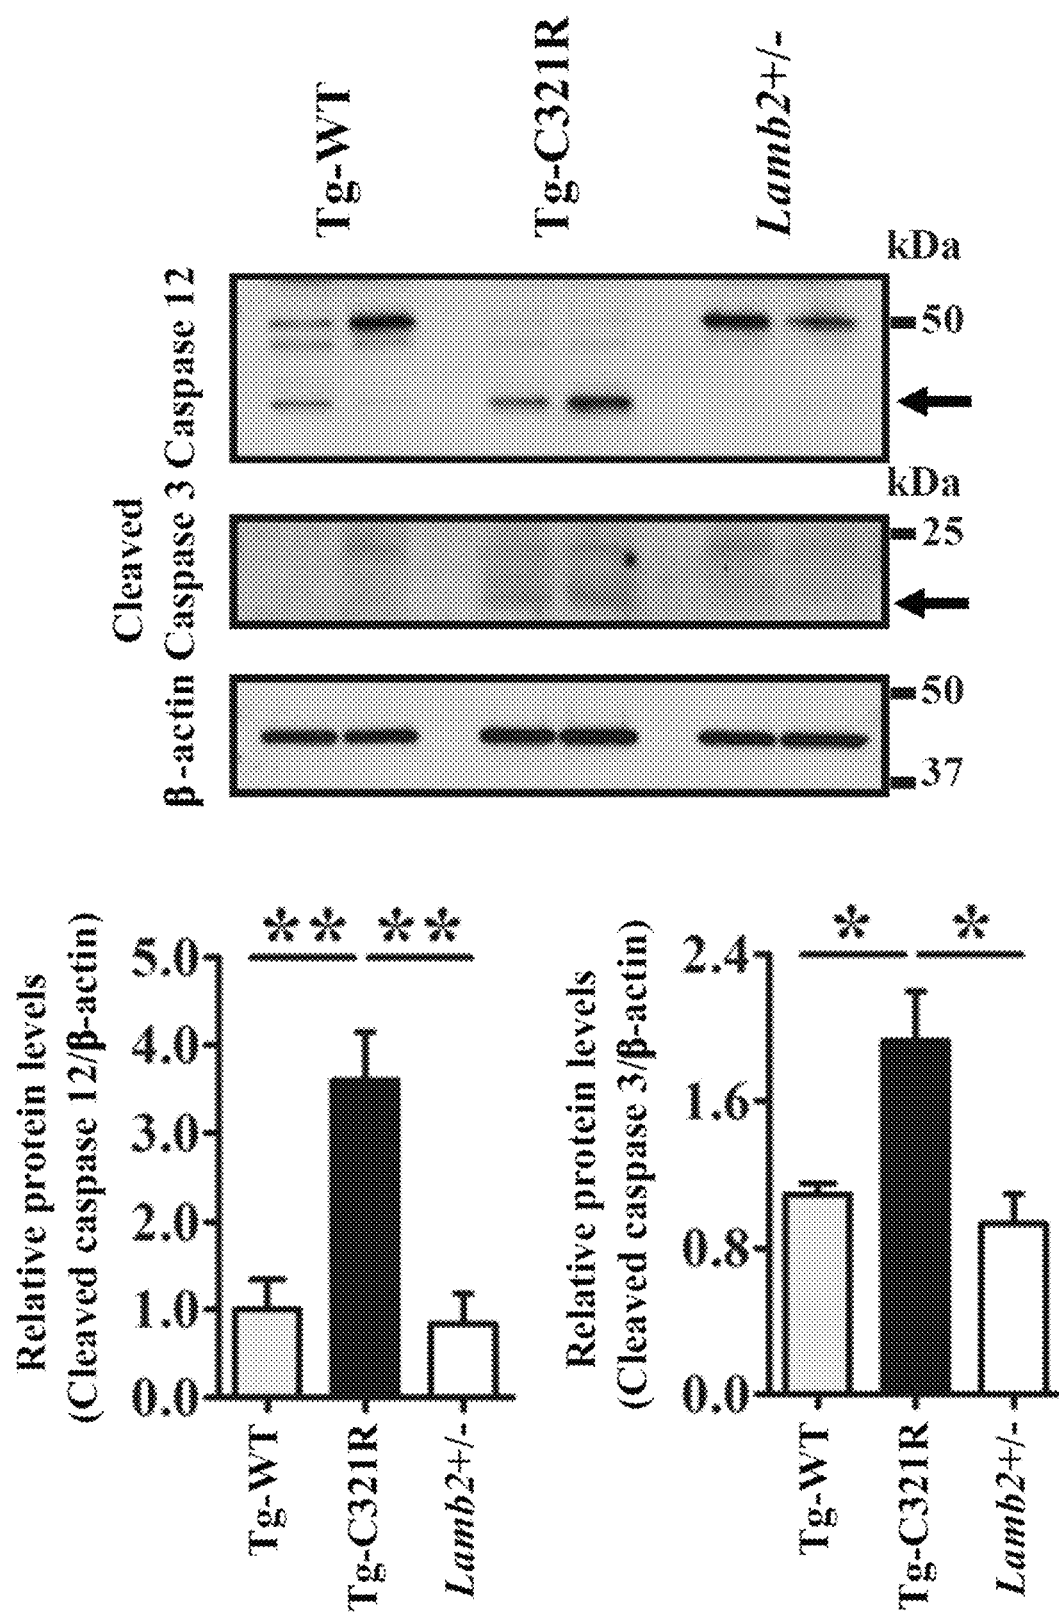 Tg-WT
Tg-C321R
Lamb2+/-
kDa
Caspase 12
50
kDa
Cleaved
Caspase 3
25
β-actin
50
37
Relative protein levels
(Cleaved caspase 12/β-actin)
5.0
4.0
3.0
2.0
1.0
0.0
** **
Tg-WT
Tg-C321R
Lamb2+/-
Relative protein levels
(Cleaved caspase 3/β-actin)
2.4
1.6
0.8
0.0
* *
Tg-WT
Tg-C321R
Lamb2+/-